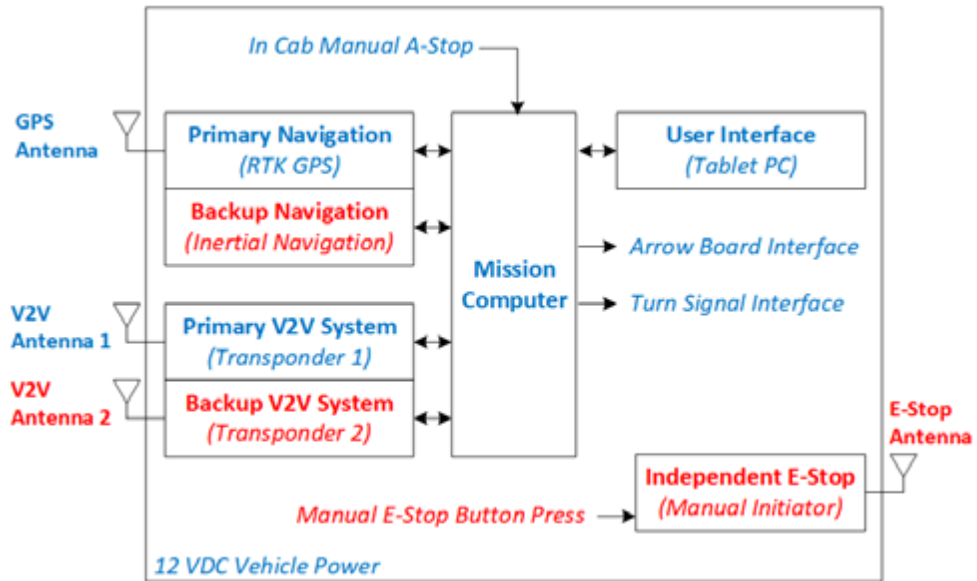 In Cab Manual A-Stop
GPS
Antenna
Primary Navigation
(RTK GPS)
Backup Navigation
(Inertial Navigation)
V2V
Antenna 1
Primary V2V System
(Transponder 1)
V2V
Antenna 2
Backup V2V System
(Transponder 2)
Mission
Computer
User Interface
(Tablet PC)
Arrow Board Interface
Turn Signal Interface
E-Stop
Antenna
Independent E-Stop
(Manual Initiator)
Manual E-Stop Button Press
12 VDC Vehicle Power